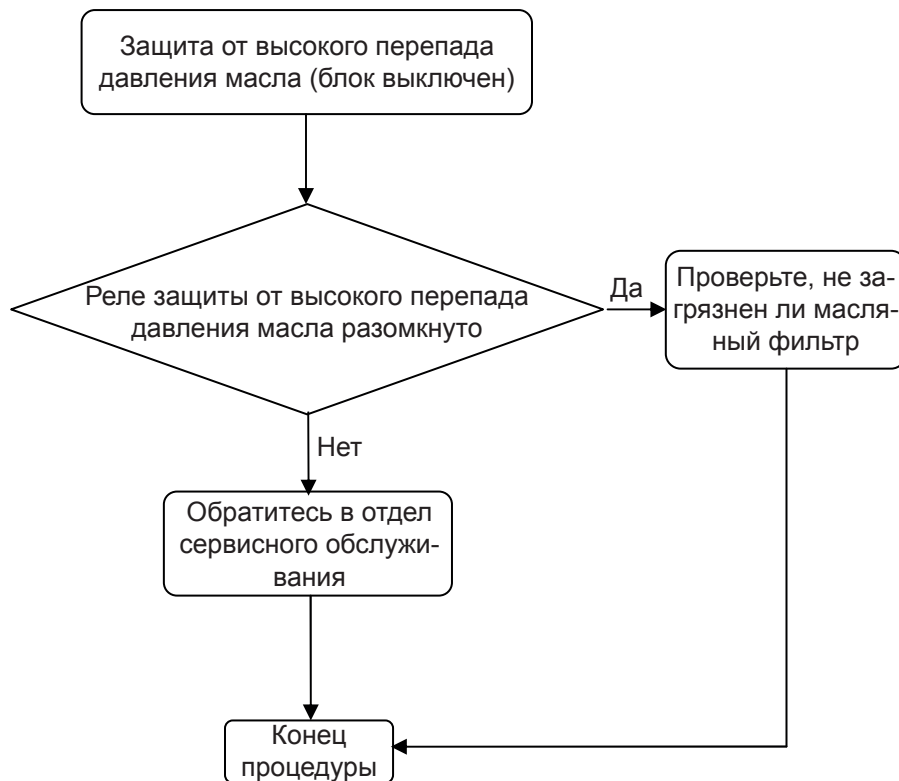 Защита от высокого перепада
давления масла (блок выключен)
Реле защиты от высокого перепада
давления масла разомкнуто
Да
Проверьте, не за-
грязнен ли масля-
ный фильтр
Нет
Обратитесь в отдел
сервисного обслужи-
вания
Конец
процедуры